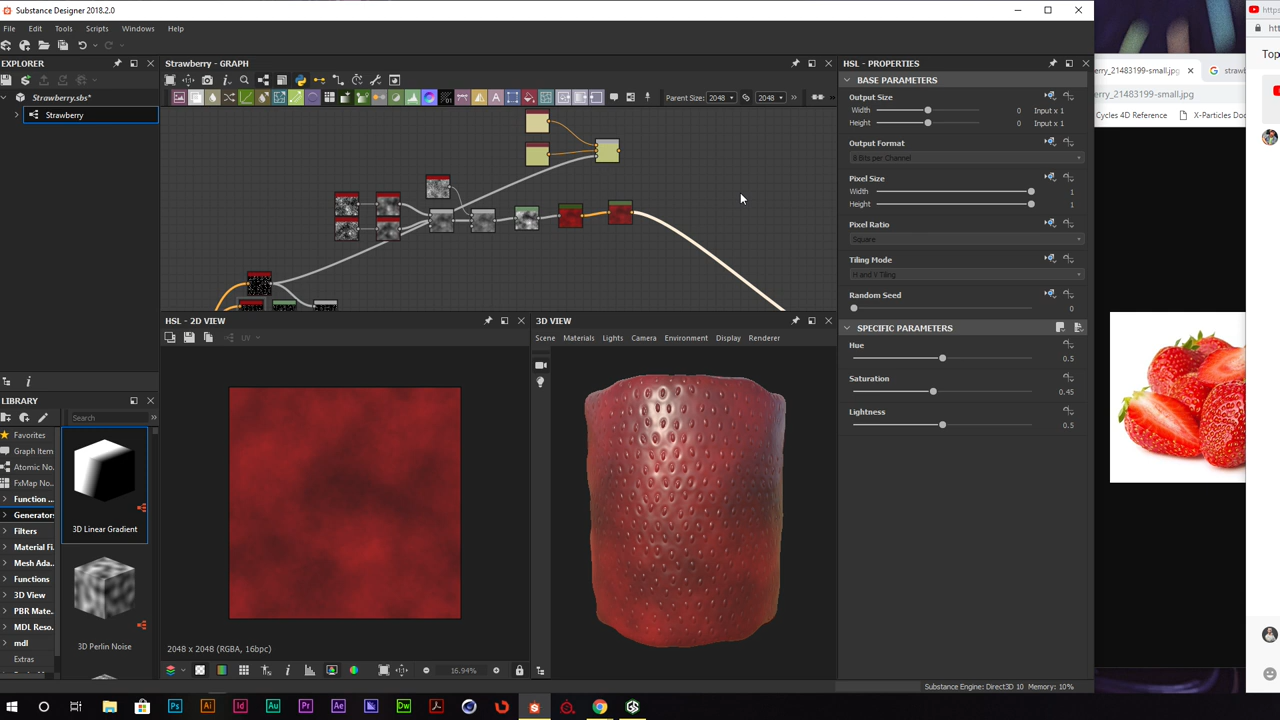 Substance Designer 2018.2.0
File Edit Tools Scripts Windows Help
EXPLORER
Strawberry.sbs*
Strawberry
Strawberry - GRAPH
Parent Size: 2048 2048
HSL - PROPERTIES
BASE PARAMETERS
Output Size
Width 0 Input x 1
Height 0 Input x 1
Output Format
8 Bits per Channel
Pixel Size
Width 1
Height 1
Pixel Ratio
Square
Tiling Mode
H and V Tiling
Random Seed
0
SPECIFIC PARAMETERS
Hue
0.5
Saturation
0.45
Lightness
0.5
HSL - 2D VIEW
UV
2048 x 2048 (RGBA, 16bpc)
16.94%
3D VIEW
Scene Materials Lights Camera Environment Display Renderer
LIBRARY
Search
Favorites
Graph Item
Atomic No...
FxMap No...
Function ...
Generators
Filters
Material Fi...
Mesh Ada...
Functions
3D View
PBR Mate...
MDL Reso...
mdl
Extras
3D Linear Gradient
3D Perlin Noise
Substance Engine: Direct3D 10 Memory: 10%
erry_21483199-small.jpg
strawb
erry_21483199-small.jpg
Cycles 4D Reference
X-Particles Do
https
htt
Top